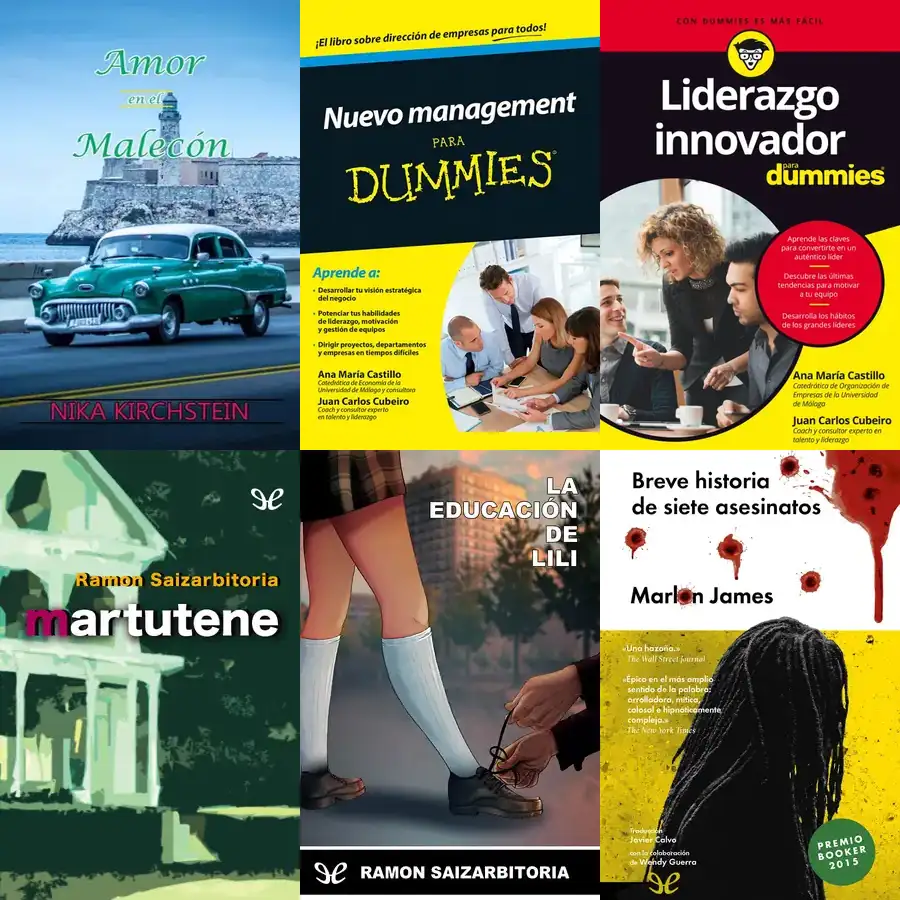 Amor
en el
Malecón
NIKA KIRCHSTEIN
¡El libro sobre dirección de empresas para todos!
Nuevo management
PARA
DUMMIES
Aprende a:
• Desarrollar tu visión estratégica
del negocio
• Potenciar tus habilidades
de liderazgo, motivación
y gestión de equipos
• Dirigir proyectos, departamentos
y empresas en tiempos difíciles
Ana María Castillo
Catedrática de Economía de la
Universidad de Málaga y consultora
Juan Carlos Cubeiro
Coach y consultor experto
en talento y liderazgo
CON DUMMIES ES MÁS FÁCIL
Liderazgo
innovador
para
dummies
Aprende las claves
para convertirte en un
auténtico líder
Descubre las últimas
tendencias para motivar
a tu equipo
Desarrolla los hábitos
de los grandes líderes
Ana María Castillo
Catedrática de Organización de
Empresas de la Universidad
de Málaga
Juan Carlos Cubeiro
Coach y consultor experto en
talento y liderazgo
Ramon Saizarbitoria
martutene
LA
EDUCACIÓN
DE
LILI
RAMON SAIZARBITORIA
Breve historia
de siete asesinatos
Marlon James
«Una hazaña.»
The Wall Street Journal
«Épico en el más amplio
sentido de la palabra:
arrolladora, mítica,
colosal e hipnóticamente
compleja.»
The New York Times
Traducción
Javier Calvo
con la colaboración
de Wendy Guerra
PREMIO
BOOKER
2015